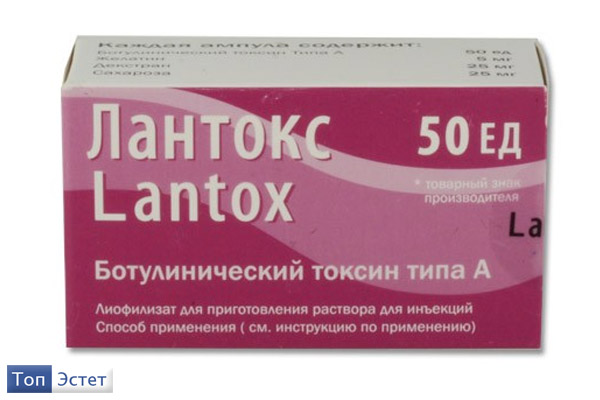 Каждая ампула содержит:
Ботулинический токсин Типа А 50 ед
Желатин 5 мг
Декстран 25 мг
Сахароза 25 мг
Лантокс 50 ЕД
* товарный знак
производителя
Lantox
La
Ботулинический токсин типа А
Лиофилизат для приготовления раствора для инъекций
Способ применения ( см. инструкцию по применению)
Топ Эстет